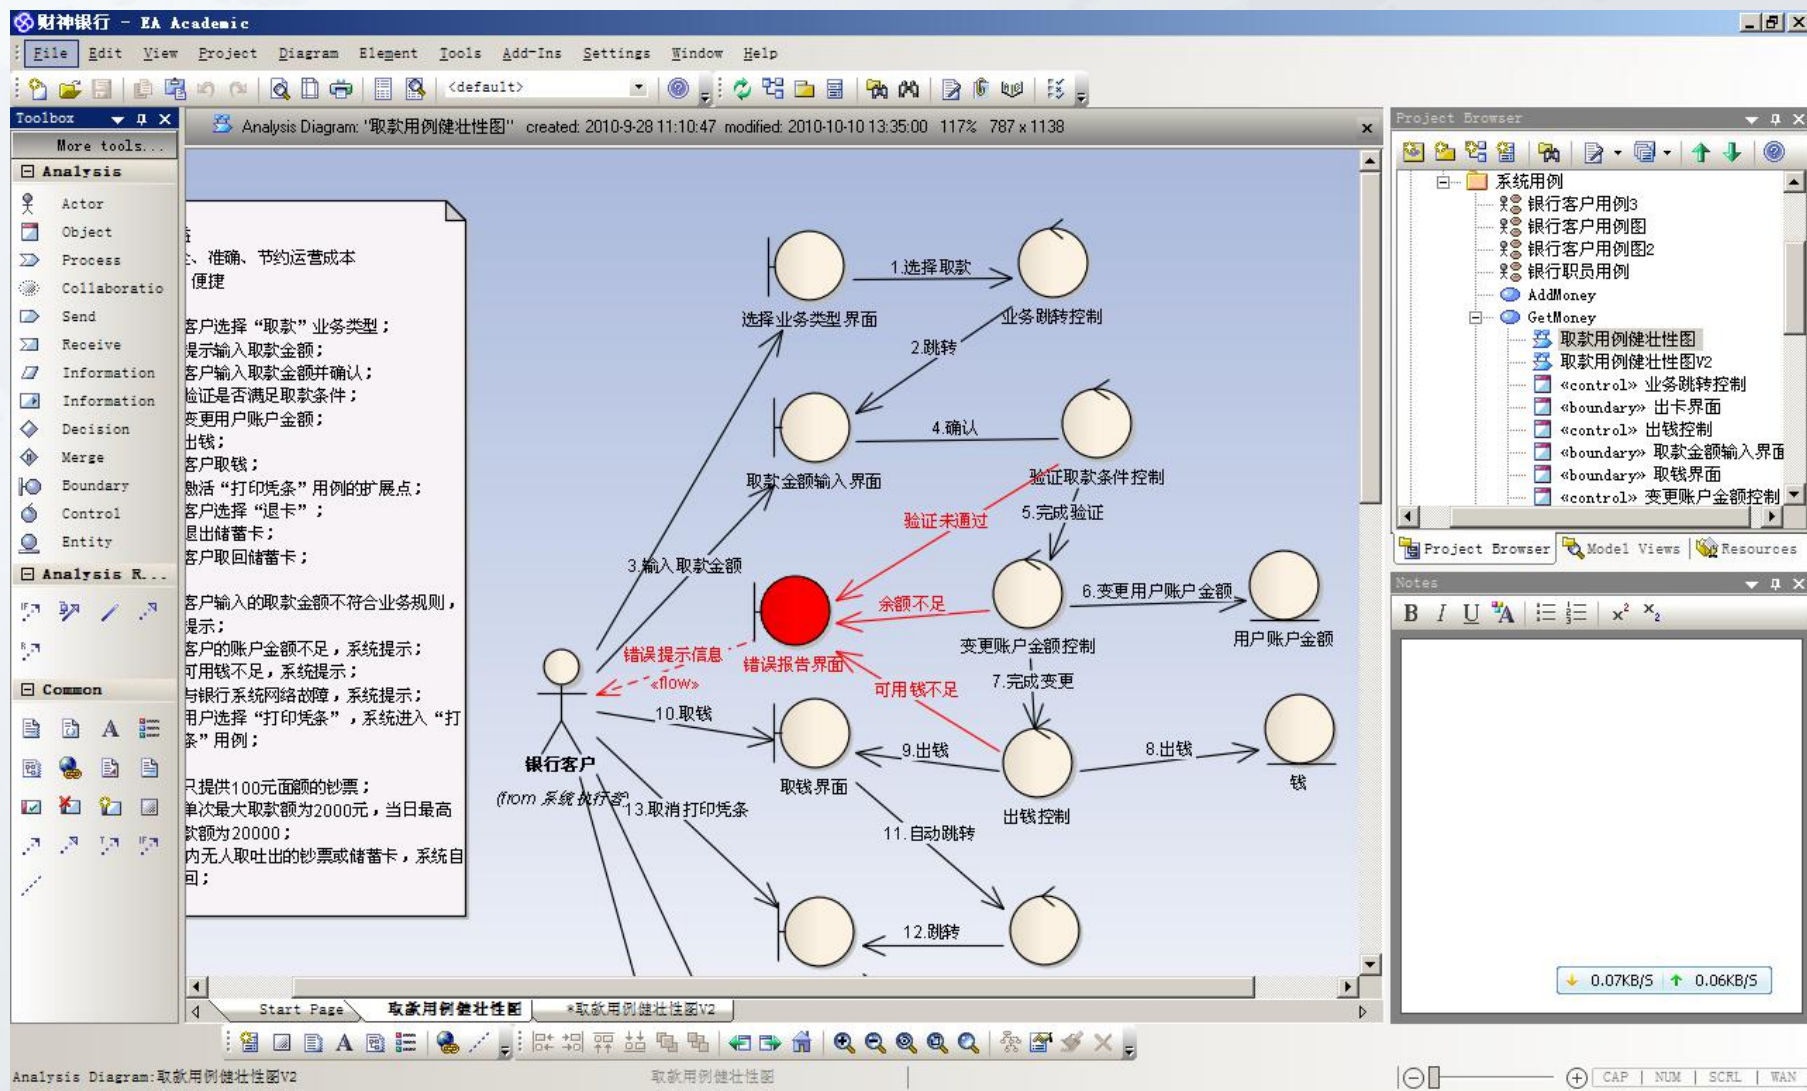 财神银行 - EA Academic
File Edit View Project Diagram Element Tools Add-Ins Settings Window Help
<default>
Toolbox
More tools...
Analysis
Actor
Object
Process
Collaboratio
Send
Receive
Information
Information
Decision
Merge
Boundary
Control
Entity
Analysis R...
Common
Analysis Diagram: "取款用例健壮性图" created: 2010-9-28 11:10:47 modified: 2010-10-10 13:35:00 117% 787 x 1138
、准确、节约运营成本
便捷
客户选择“取款”业务类型；
提示输入取款金额；
客户输入取款金额并确认；
验证是否满足取款条件；
变更用户账户金额；
出钱；
客户取钱；
激活“打印凭条”用例的扩展点；
客户选择“退卡”；
退出储蓄卡；
客户取回储蓄卡；
客户输入的取款金额不符合业务规则，
提示；
客户的账户金额不足，系统提示；
可用钱不足，系统提示；
与银行系统网络故障，系统提示；
用户选择“打印凭条”，系统进入“打
条”用例；
只提供100元面额的钞票；
单次最大取款额为2000元，当日最高
款额为20000；
内无人取吐出的钞票或储蓄卡，系统自
回；
1.选择取款
选择业务类型界面
业务跳转控制
2.跳转
4.确认
取款金额输入界面
验证取款条件控制
验证未通过
5.完成验证
3.输入取款金额
余额不足
6.变更用户账户金额
用户账户金额
错误提示信息
«flow»
错误报告界面
变更账户金额控制
可用钱不足
7.完成变更
10.取钱
银行客户
(from 系统执行者)
取钱界面
9.出钱
8.出钱
钱
出钱控制
13.取消打印凭条
11.自动跳转
12.跳转
Start Page
取款用例健壮性图
*取款用例健壮性图V2
Project Browser
系统用例
银行客户用例3
银行客户用例图
银行客户用例图2
银行职员用例
AddMoney
GetMoney
取款用例健壮性图
取款用例健壮性图V2
«control» 业务跳转控制
«boundary» 出卡界面
«control» 出钱控制
«boundary» 取款金额输入界面
«boundary» 取钱界面
«control» 变更账户金额控制
Project Browser Model Views Resources
Notes
B I U A x² x₂
0.07KB/S 0.06KB/S
Analysis Diagram:取款用例健壮性图V2
取款用例健壮性图
CAP NUM SCRL WAN